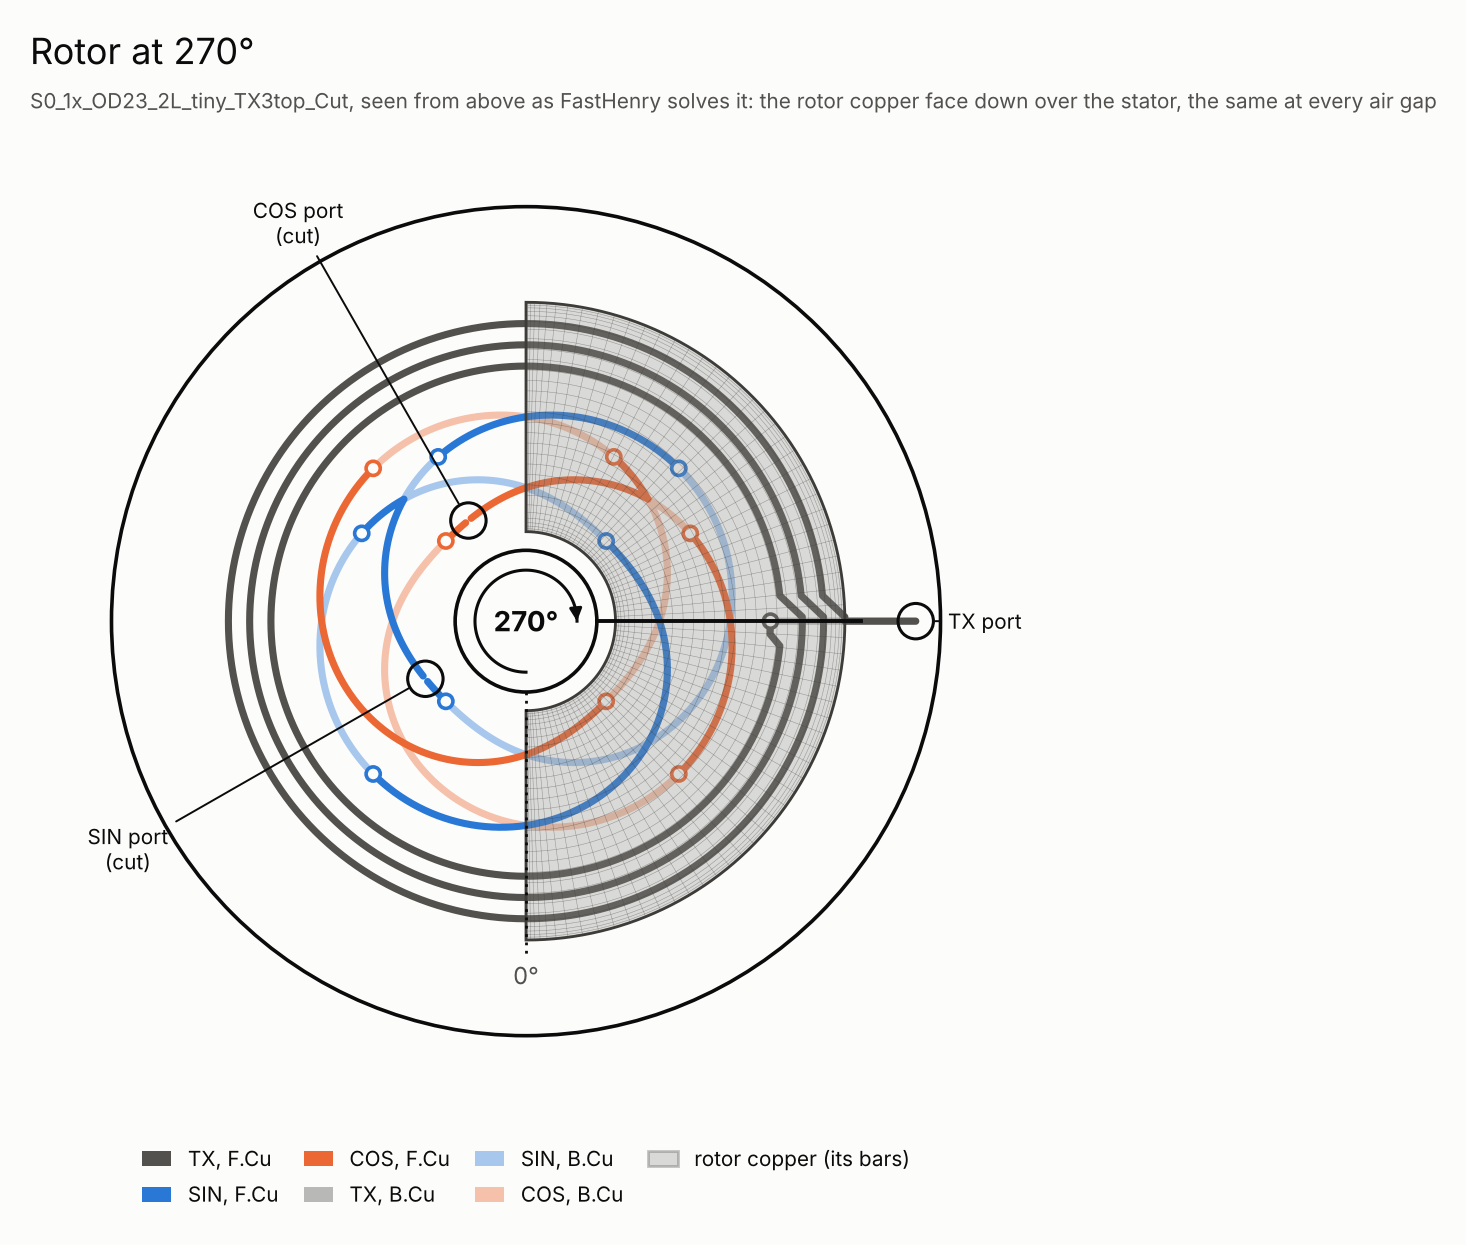 Rotor at 270°
S0_1x_OD23_2L_tiny_TX3top_Cut, seen from above as FastHenry solves it: the rotor copper face down over the stator, the same at every air gap
COS port
(cut)
270°
TX port
SIN port
(cut)
0°
TX, F.Cu
COS, F.Cu
SIN, B.Cu
rotor copper (its bars)
SIN, F.Cu
TX, B.Cu
COS, B.Cu